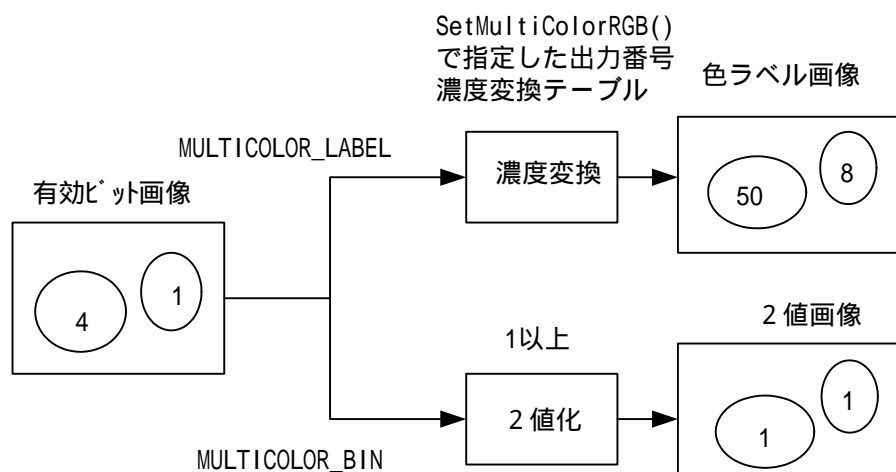 SetMultiColorRGB()
で指定した出力番号
濃度変換テーブル
色ラベル画像
MULTICOLOR_LABEL
濃度変換
50
8
有効ビット画像
4
1
1以上
2値画像
2値化
1
1
MULTICOLOR_BIN